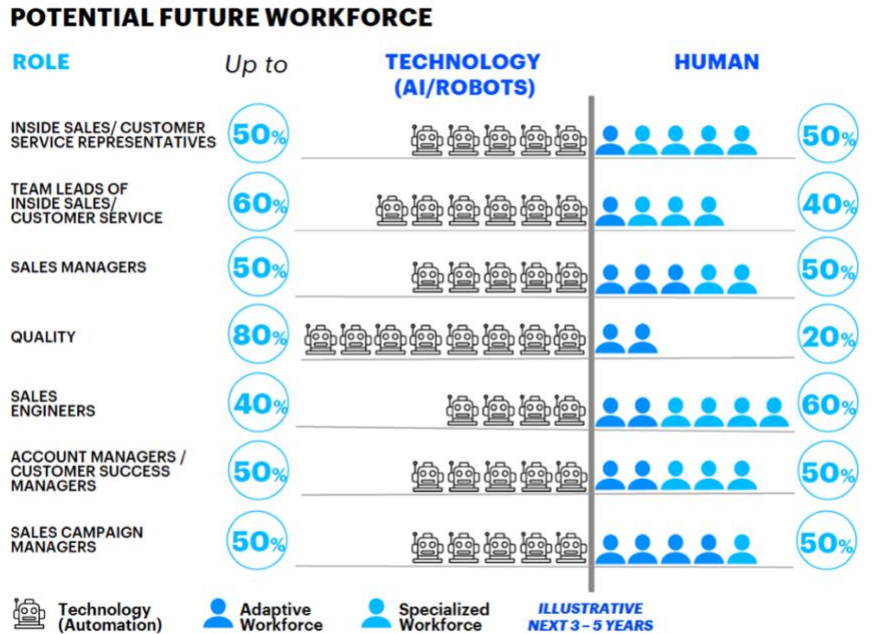 POTENTIAL FUTURE WORKFORCE
ROLE
Up to
TECHNOLOGY
(AI/ROBOTS)
HUMAN
INSIDE SALES/ CUSTOMER
SERVICE REPRESENTATIVES
50%
50%
TEAM LEADS OF
INSIDE SALES/
CUSTOMER SERVICE
60%
40%
SALES MANAGERS
50%
50%
QUALITY
80%
20%
SALES
ENGINEERS
40%
60%
ACCOUNT MANAGERS /
CUSTOMER SUCCESS
MANAGERS
50%
50%
SALES CAMPAIGN
MANAGERS
50%
50%
Technology
(Automation)
Adaptive
Workforce
Specialized
Workforce
ILLUSTRATIVE
NEXT 3 – 5 YEARS